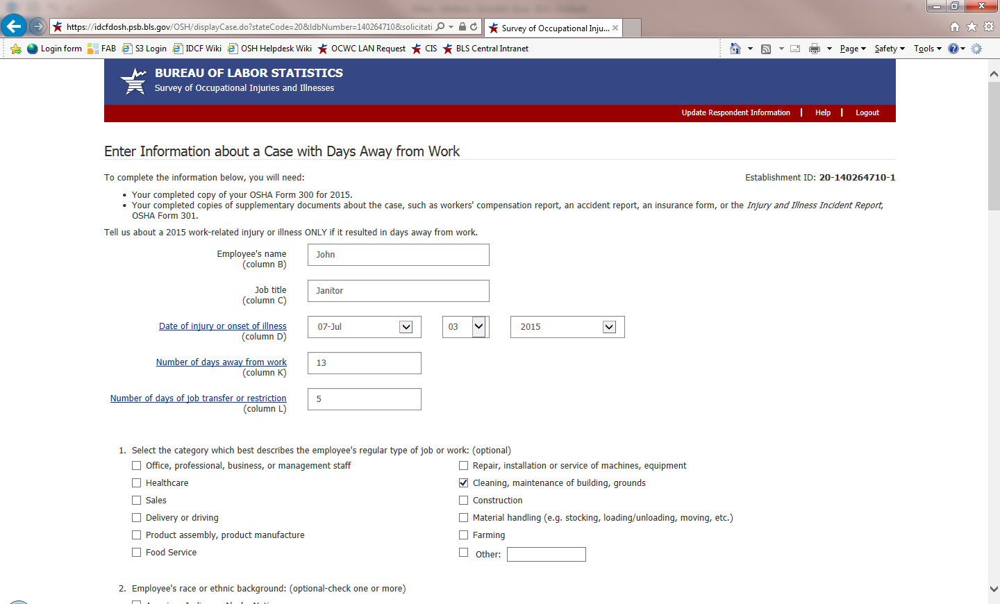 https://idcfdosh.psb.bls.gov/OSH/displayCase.do?stateCode=20&ldbNumber=140264710&solicitati
Survey of Occupational Inju...
Login form FAB S3 Login IDCF Wiki OSH Helpdesk Wiki OCWC LAN Request CIS BLS Central Intranet
Page Safety Tools
BUREAU OF LABOR STATISTICS
Survey of Occupational Injuries and Illnesses
Update Respondent Information | Help | Logout
Enter Information about a Case with Days Away from Work
To complete the information below, you will need:
Establishment ID: 20-140264710-1
• Your completed copy of your OSHA Form 300 for 2015.
• Your completed copies of supplementary documents about the case, such as workers' compensation report, an accident report, an insurance form, or the Injury and Illness Incident Report,
OSHA Form 301.
Tell us about a 2015 work-related injury or illness ONLY if it resulted in days away from work.
Employee's name
(column B)
John
Job title
(column C)
Janitor
Date of injury or onset of illness
(column D)
07-Jul 03 2015
Number of days away from work
(column K)
13
Number of days of job transfer or restriction
(column L)
5
1. Select the category which best describes the employee's regular type of job or work: (optional)
Office, professional, business, or management staff
Healthcare
Sales
Delivery or driving
Product assembly, product manufacture
Food Service
Repair, installation or service of machines, equipment
Cleaning, maintenance of building, grounds
Construction
Material handling (e.g. stocking, loading/unloading, moving, etc.)
Farming
Other:
2. Employee's race or ethnic background: (optional-check one or more)